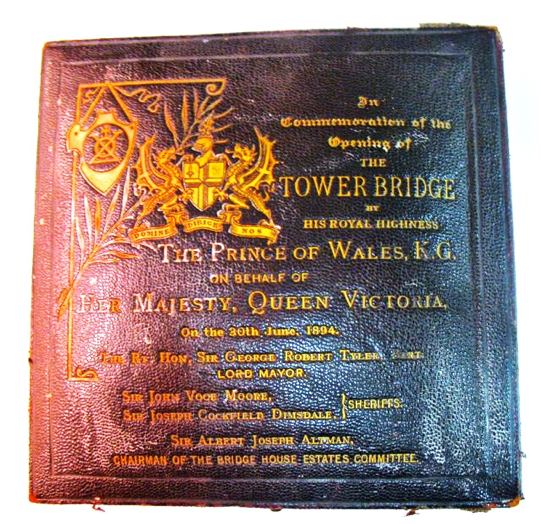 In
Commemoration of the
Opening of
THE
TOWER BRIDGE
BY
HIS ROYAL HIGHNESS
THE PRINCE OF WALES, K.G.
ON BEHALF OF
HER MAJESTY, QUEEN VICTORIA,
On the 30th June, 1894.
THE RT HON. SIR GEORGE ROBERT TYLER, BART.
LORD MAYOR.
SIR JOHN VOCE MOORE,
SIR JOSEPH COCKFIELD DIMSDALE,
SHERIFFS.
SIR ALBERT JOSEPH ALTMAN,
CHAIRMAN OF THE BRIDGE HOUSE ESTATES COMMITTEE.
DOMINE DIRIGE NOS